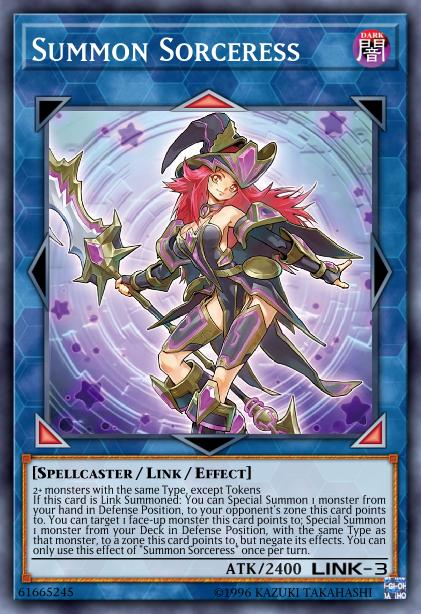 Summon Sorceress
DARK
闇
[Spellcaster / Link / Effect]
2+ monsters with the same Type, except Tokens
If this card is Link Summoned: You can Special Summon 1 monster from
your hand in Defense Position, to your opponent's zone this card points
to. You can target 1 face-up monster this card points to; Special Summon
1 monster from your Deck in Defense Position, with the same Type as
that monster, to a zone this card points to, but negate its effects. You can
only use this effect of "Summon Sorceress" once per turn.
ATK/2400 LINK-3
61665245
©1996 KAZUKI TAKAHASHI